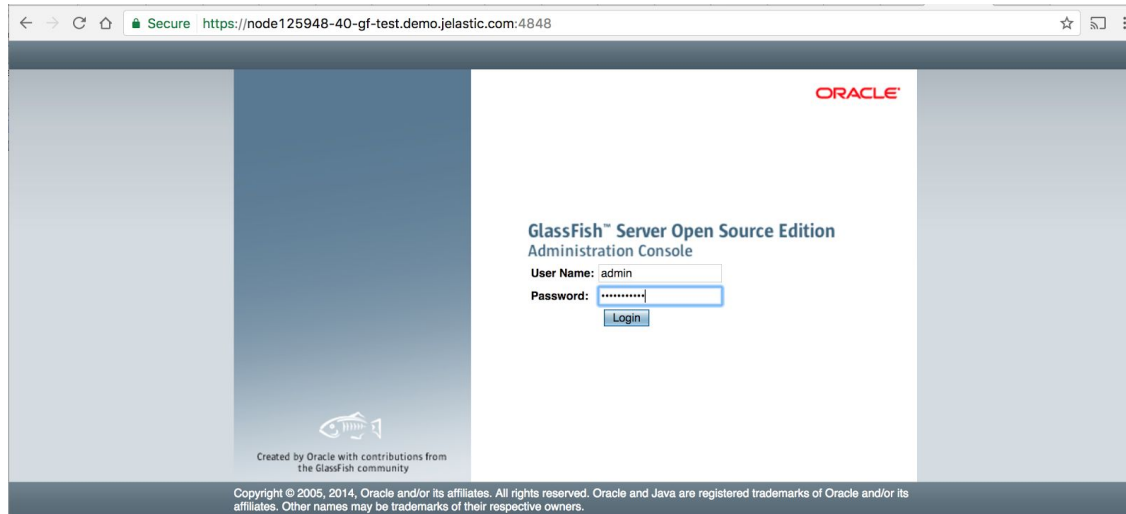 Secure https://node125948-40-gf-test.demo.jelastic.com:4848
ORACLE®
GlassFish™ Server Open Source Edition
Administration Console
User Name: admin
Password: •••••••••••
Login
Created by Oracle with contributions from
the GlassFish community
Copyright © 2005, 2014, Oracle and/or its affiliates. All rights reserved. Oracle and Java are registered trademarks of Oracle and/or its
affiliates. Other names may be trademarks of their respective owners.